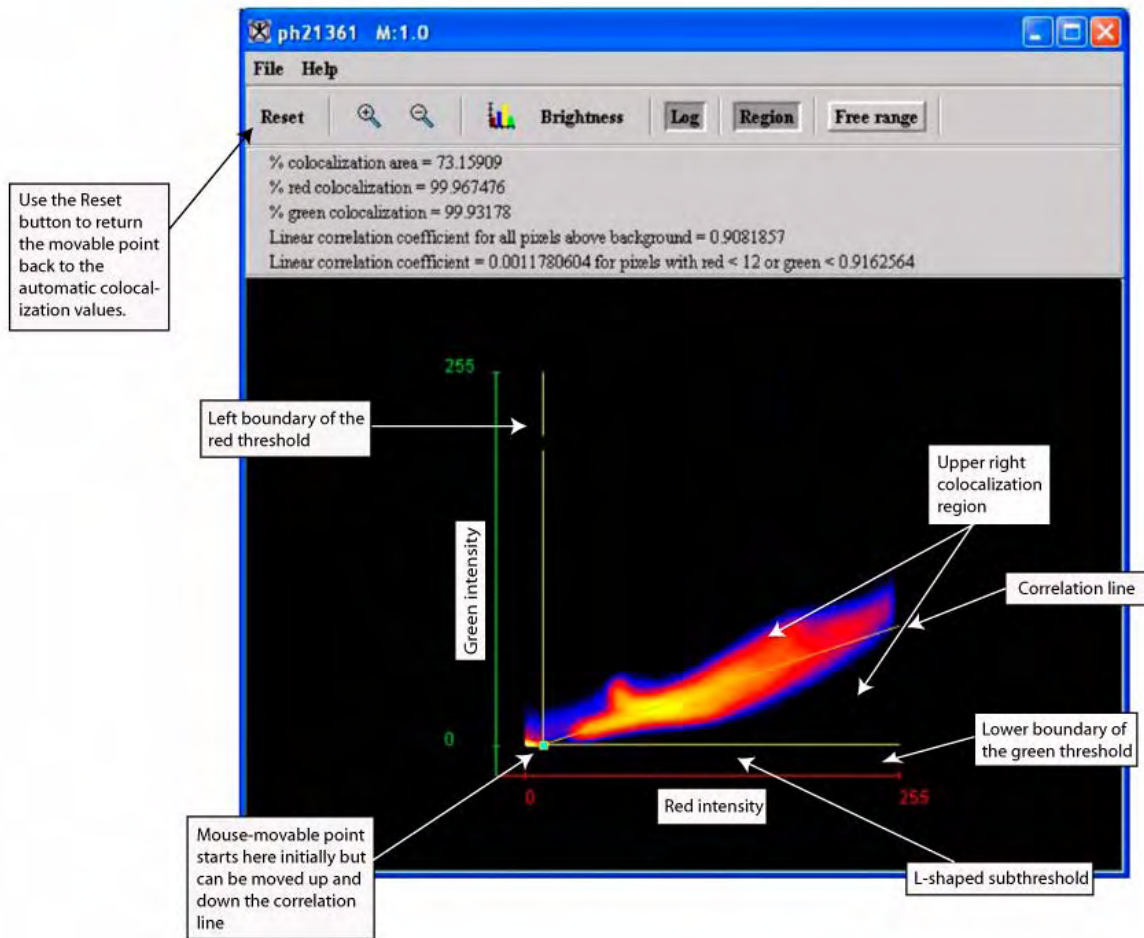 ph21361 M:1.0
File Help
Reset Brightness Log Region Free range
% colocalization area = 73.15909
% red colocalization = 99.967476
% green colocalization = 99.93178
Linear correlation coefficient for all pixels above background = 0.9081857
Linear correlation coefficient = 0.0011780604 for pixels with red < 12 or green < 0.9162564
Use the Reset
button to return
the movable point
back to the
automatic colocal-
ization values.
255
Left boundary of the
red threshold
Upper right
colocalization
region
Green intensity
Correlation line
0
Lower boundary of
the green threshold
0
Red intensity
255
Mouse-movable point
starts here initially but
can be moved up and
down the correlation
line
L-shaped subthreshold